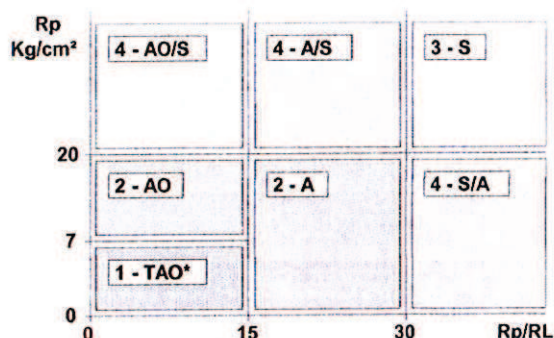 Rp
Kg/cm²
4 - AO/S
4 - A/S
3 - S
20
2 - AO
2 - A
4 - S/A
7
1 - TAO*
0
0
15
30
Rp/RL